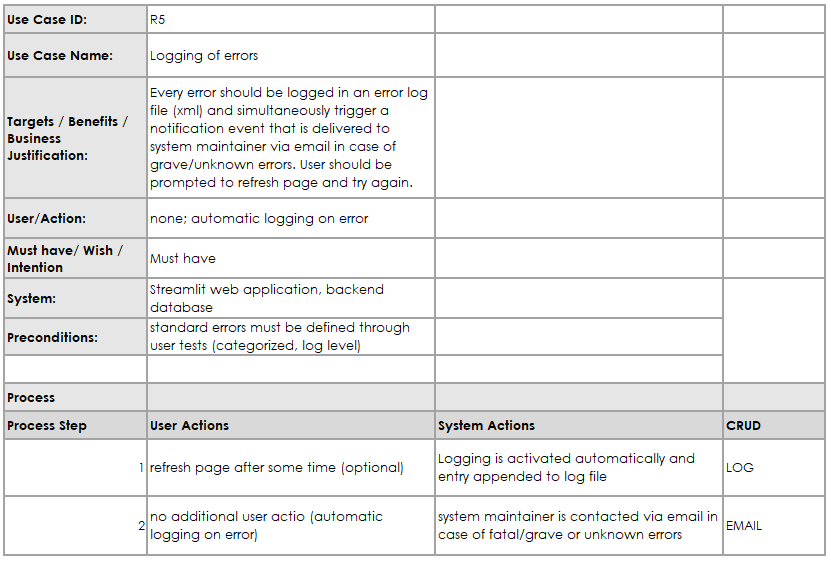 Use Case ID: R5
Use Case Name: Logging of errors
Targets / Benefits /
Business
Justification:
Every error should be logged in an error log
file (xml) and simultaneously trigger a
notification event that is delivered to
system maintainer via email in case of
grave/unknown errors. User should be
prompted to refresh page and try again.
User/Action: none; automatic logging on error
Must have/ Wish /
Intention
Must have
System:
Streamlit web application, backend
database
Preconditions:
standard errors must be defined through
user tests (categorized, log level)
Process
Process Step User Actions System Actions CRUD
1 refresh page after some time (optional)
Logging is activated automatically and
entry appended to log file
LOG
2
no additional user actio (automatic
logging on error)
system maintainer is contacted via email in
case of fatal/grave or unknown errors
EMAIL